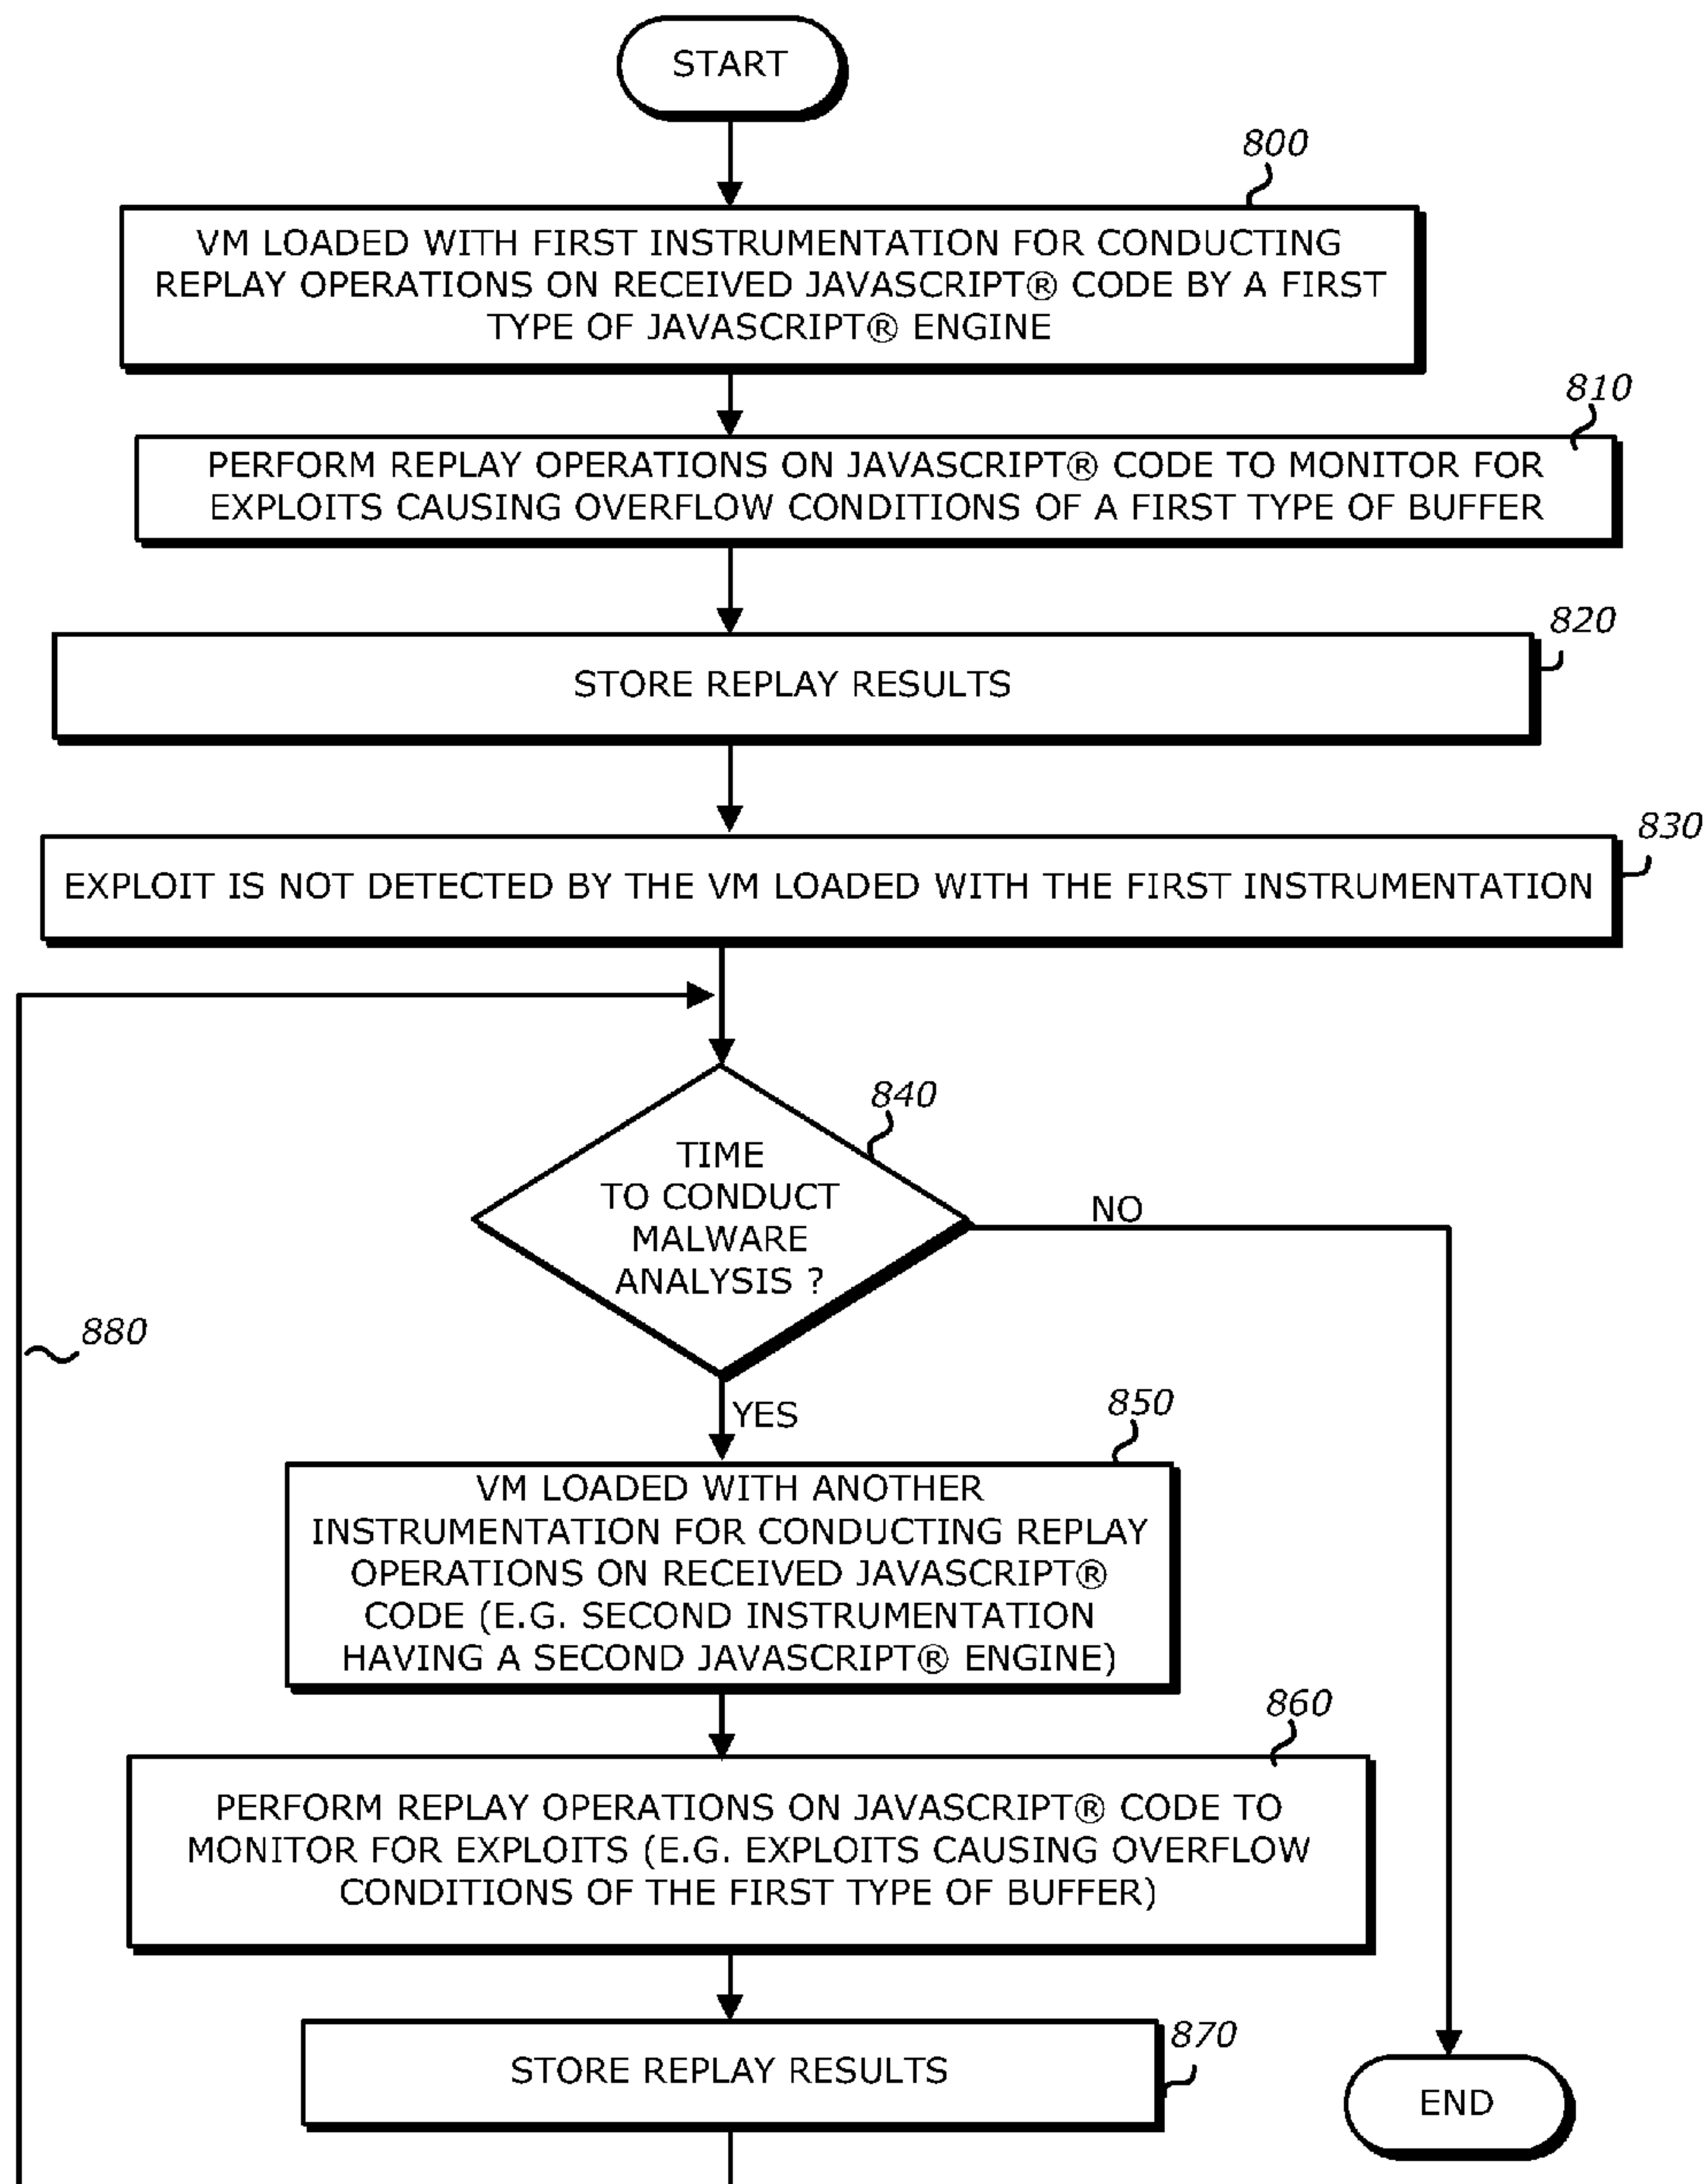 START
800
VM LOADED WITH FIRST INSTRUMENTATION FOR CONDUCTING
REPLAY OPERATIONS ON RECEIVED JAVASCRIPT® CODE BY A FIRST
TYPE OF JAVASCRIPT® ENGINE
810
PERFORM REPLAY OPERATIONS ON JAVASCRIPT® CODE TO MONITOR FOR
EXPLOITS CAUSING OVERFLOW CONDITIONS OF A FIRST TYPE OF BUFFER
820
STORE REPLAY RESULTS
830
EXPLOIT IS NOT DETECTED BY THE VM LOADED WITH THE FIRST INSTRUMENTATION
840
TIME
TO CONDUCT
MALWARE
ANALYSIS ?
NO
880
YES
850
VM LOADED WITH ANOTHER
INSTRUMENTATION FOR CONDUCTING REPLAY
OPERATIONS ON RECEIVED JAVASCRIPT®
CODE (E.G. SECOND INSTRUMENTATION
HAVING A SECOND JAVASCRIPT® ENGINE)
860
PERFORM REPLAY OPERATIONS ON JAVASCRIPT® CODE TO
MONITOR FOR EXPLOITS (E.G. EXPLOITS CAUSING OVERFLOW
CONDITIONS OF THE FIRST TYPE OF BUFFER)
870
STORE REPLAY RESULTS
END